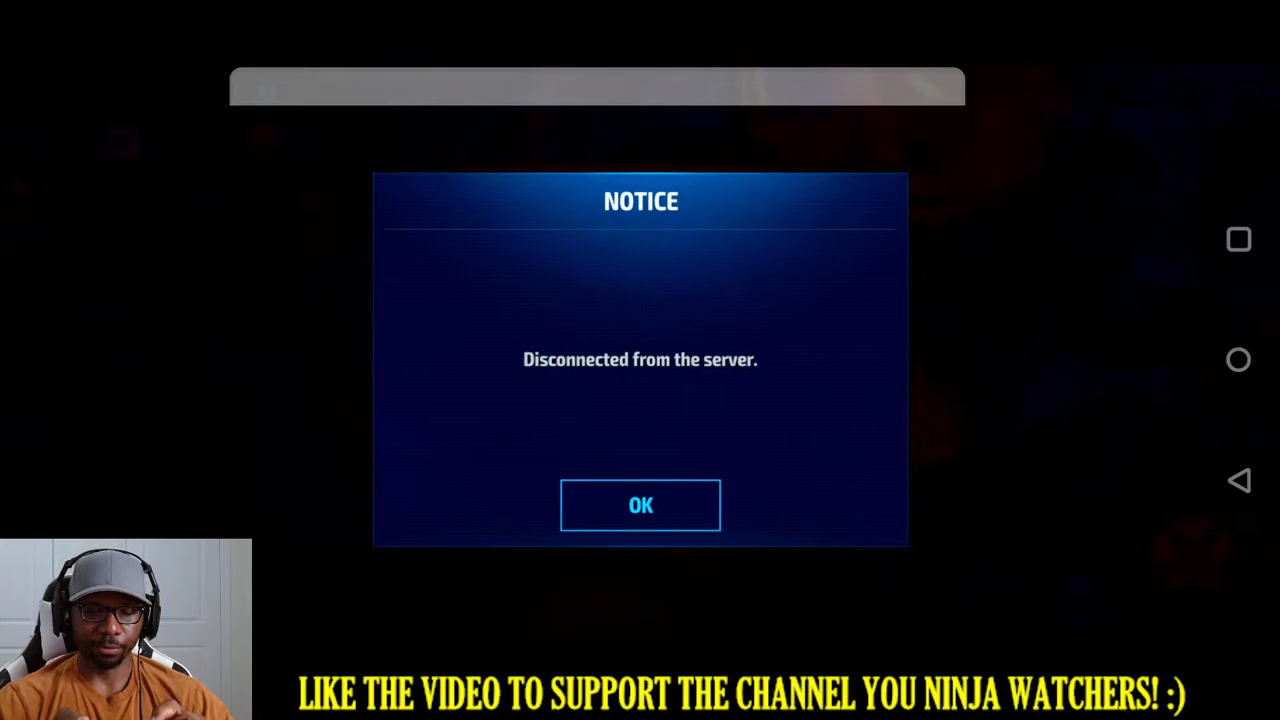 NOTICE
Disconnected from the server.
OK
LIKE THE VIDEO TO SUPPORT THE CHANNEL YOU NINJA WATCHERS! :)